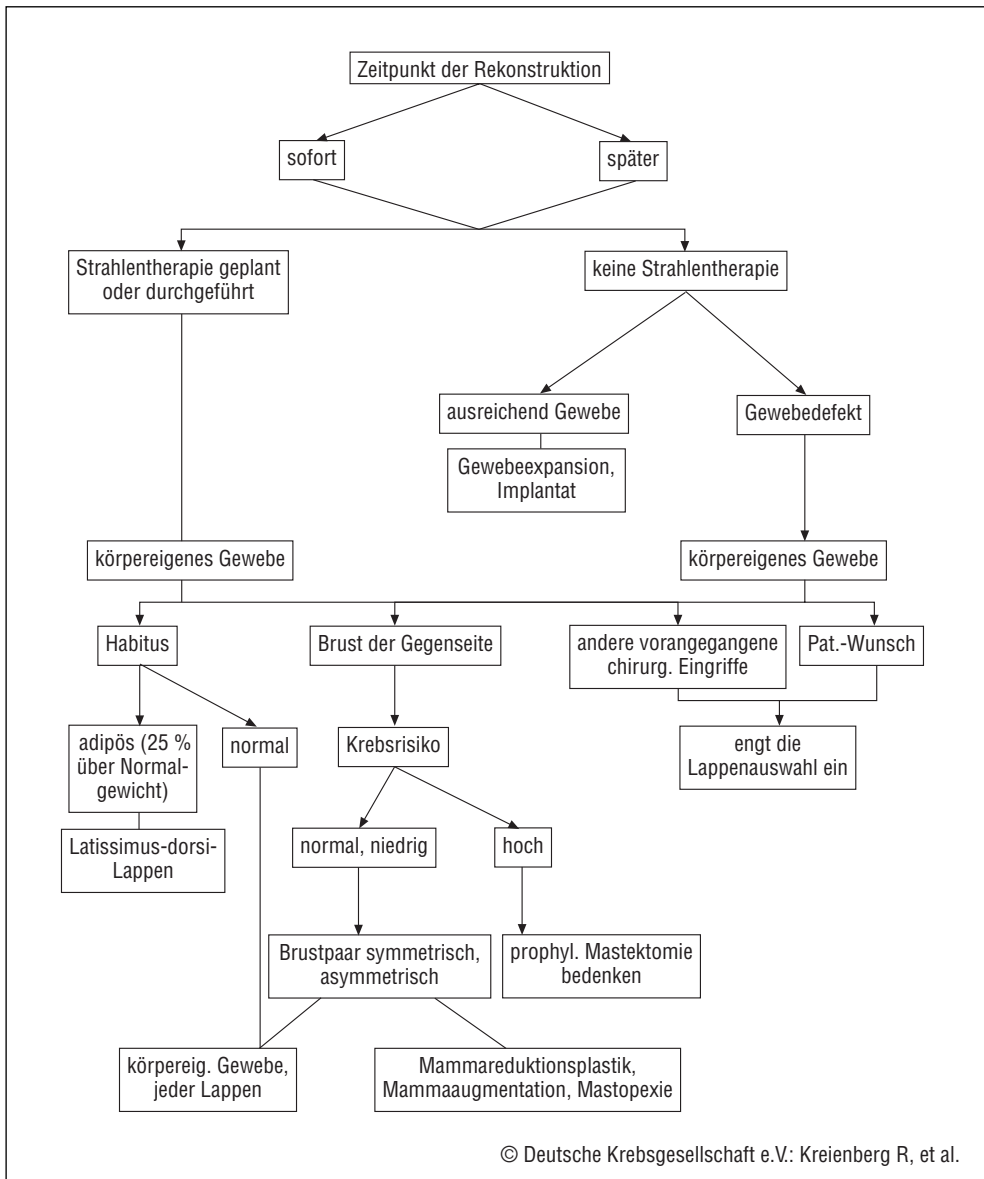 Zeitpunkt der Rekonstruktion
sofort
später
Strahlentherapie geplant
oder durchgeführt
keine Strahlentherapie
ausreichend Gewebe
Gewebedefekt
Gewebeexpansion,
Implantat
körpereigenes Gewebe
körpereigenes Gewebe
Habitus
Brust der Gegenseite
andere vorangegangene
chirurg. Eingriffe
Pat.-Wunsch
adipös (25 %
über Normal-
gewicht)
normal
Krebsrisiko
engt die
Lappenauswahl ein
Latissimus-dorsi-
Lappen
normal, niedrig
hoch
Brustpaar symmetrisch,
asymmetrisch
prophyl. Mastektomie
bedenken
körpereig. Gewebe,
jeder Lappen
Mammareduktionsplastik,
Mammaaugmentation, Mastopexie
© Deutsche Krebsgesellschaft e.V.: Kreienberg R, et al.